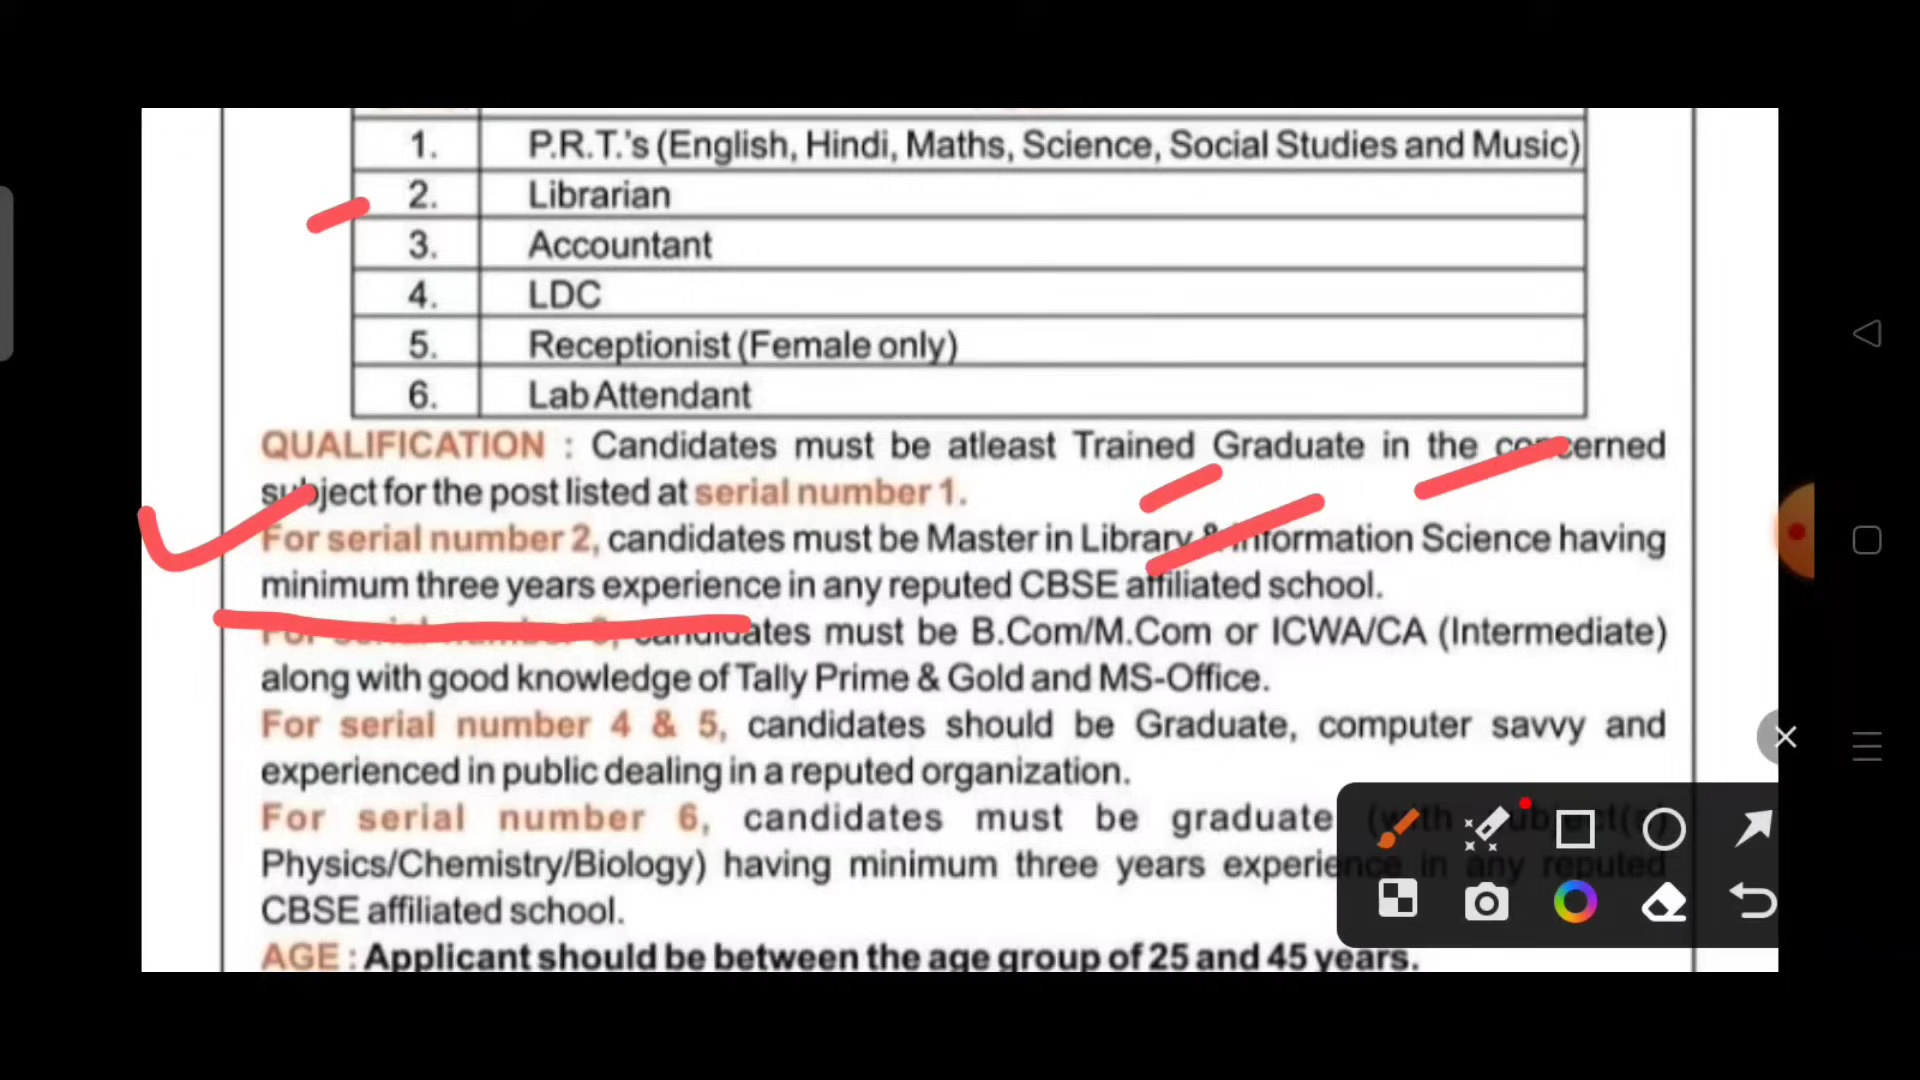 1. P.R.T.'s (English, Hindi, Maths, Science, Social Studies and Music)
2. Librarian
3. Accountant
4. LDC
5. Receptionist (Female only)
6. Lab Attendant
QUALIFICATION : Candidates must be atleast Trained Graduate in the concerned
subject for the post listed at serial number 1.
For serial number 2, candidates must be Master in Library & Information Science having
minimum three years experience in any reputed CBSE affiliated school.
For serial number 3, candidates must be B.Com/M.Com or ICWA/CA (Intermediate)
along with good knowledge of Tally Prime & Gold and MS-Office.
For serial number 4 & 5, candidates should be Graduate, computer savvy and
experienced in public dealing in a reputed organization.
For serial number 6, candidates must be graduate (with subject(s)
Physics/Chemistry/Biology) having minimum three years experience in any reputed
CBSE affiliated school.
AGE : Applicant should be between the age group of 25 and 45 years.